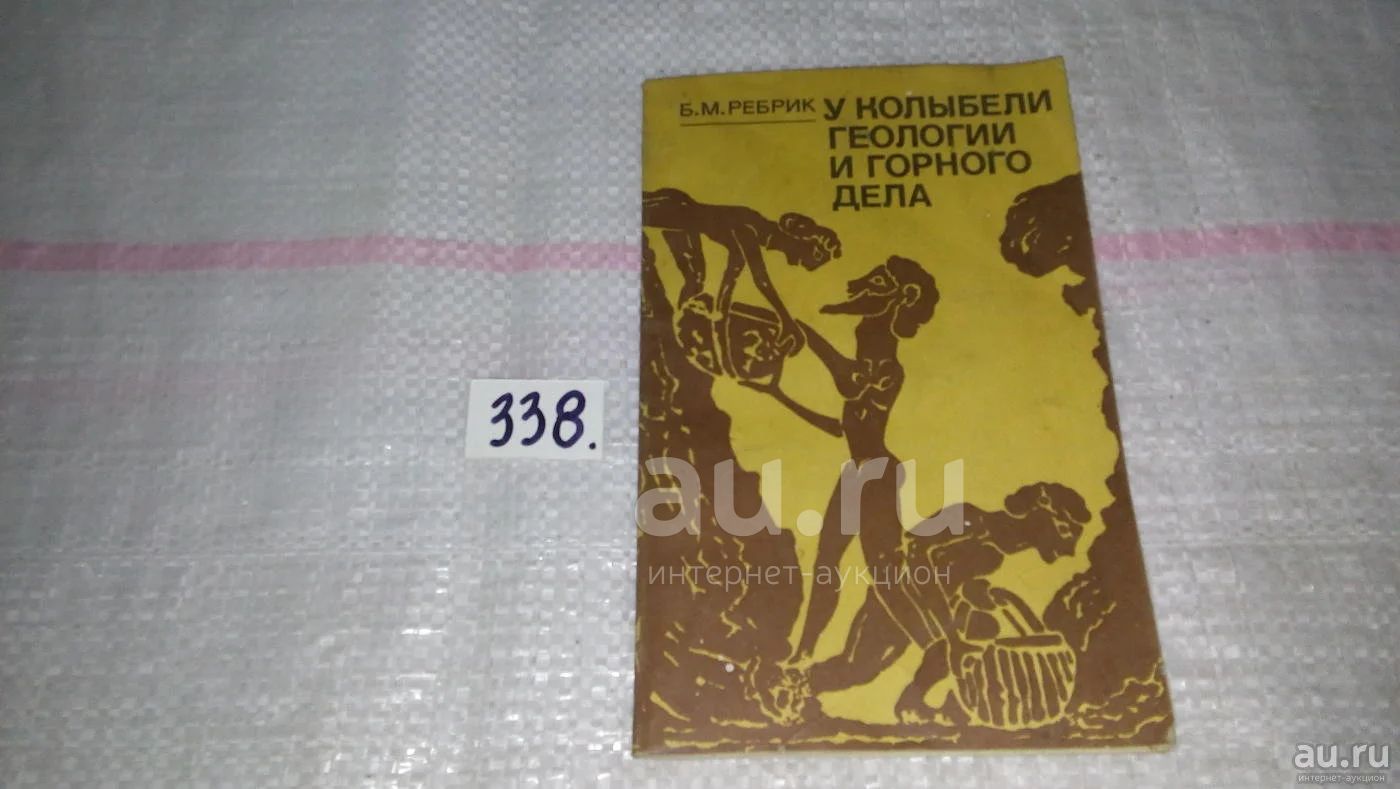 Б.М.РЕБРИК
У КОЛЫБЕЛИ
ГЕОЛОГИИ
И ГОРНОГО
ДЕЛА
338.
au.ru
интернет-аукцион
au.ru
интернет-аукцион